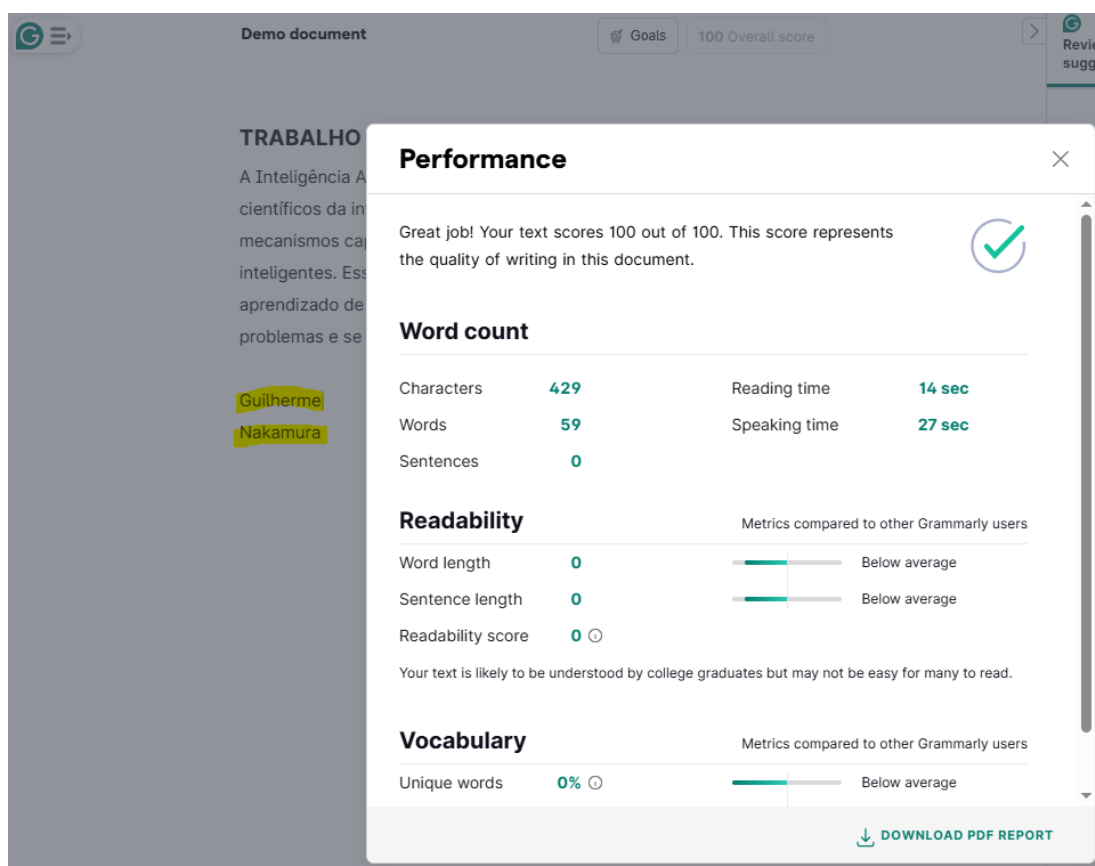 Demo document
Goals
100 Overall score
TRABALHO
A Inteligência A
científicos da in
mecanismos cap
inteligentes. Ess
aprendizado de
problemas e se
Guilherme
Nakamura
Revie
sugg
Performance
Great job! Your text scores 100 out of 100. This score represents
the quality of writing in this document.
Word count
Characters 429 Reading time 14 sec
Words 59 Speaking time 27 sec
Sentences 0
Readability Metrics compared to other Grammarly users
Word length 0 Below average
Sentence length 0 Below average
Readability score 0
Your text is likely to be understood by college graduates but may not be easy for many to read.
Vocabulary Metrics compared to other Grammarly users
Unique words 0% Below average
DOWNLOAD PDF REPORT